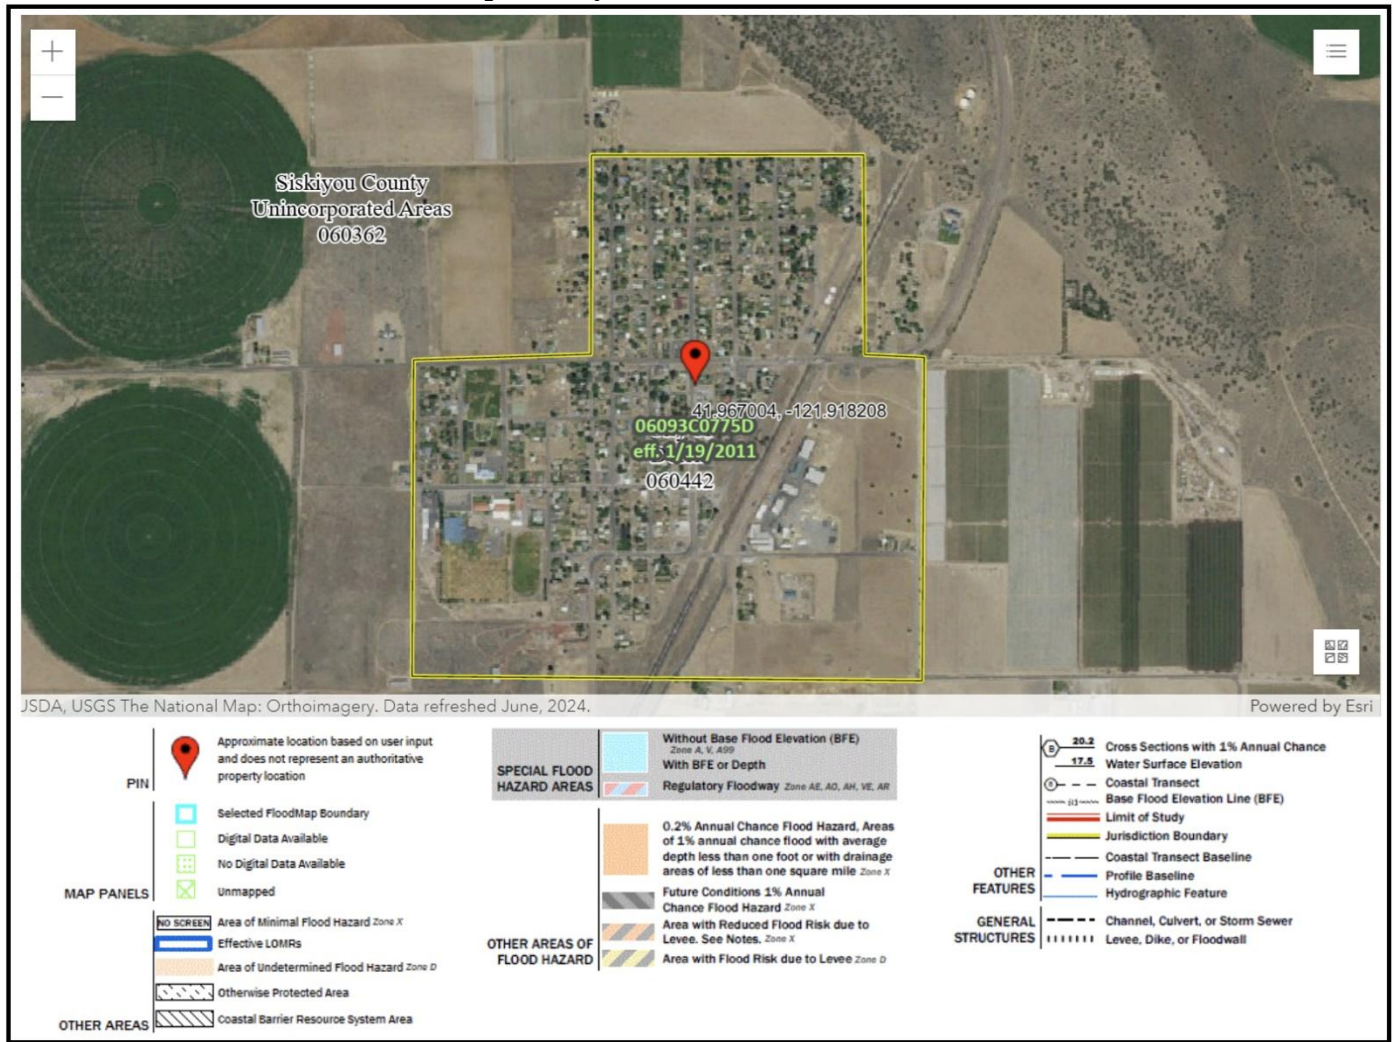 Siskiyou County
Unincorporated Areas
060362
41.967004, -121.918208
06093C0775D
eff. 1/19/2011
060442
USDA, USGS The National Map: Orthoimagery. Data refreshed June, 2024.
Powered by Esri
PIN
Approximate location based on user input
and does not represent an authoritative
property location
MAP PANELS
Selected FloodMap Boundary
Digital Data Available
No Digital Data Available
Unmapped
OTHER AREAS
NO SCREEN Area of Minimal Flood Hazard Zone X
Effective LOMRs
Area of Undetermined Flood Hazard Zone D
Otherwise Protected Area
Coastal Barrier Resource System Area
SPECIAL FLOOD
HAZARD AREAS
Without Base Flood Elevation (BFE)
Zone A, V, A99
With BFE or Depth
Regulatory Floodway Zone AE, AO, AH, VE, AR
OTHER AREAS OF
FLOOD HAZARD
0.2% Annual Chance Flood Hazard, Areas
of 1% annual chance flood with average
depth less than one foot or with drainage
areas of less than one square mile Zone X
Future Conditions 1% Annual
Chance Flood Hazard Zone X
Area with Reduced Flood Risk due to
Levee. See Notes. Zone X
Area with Flood Risk due to Levee Zone D
OTHER
FEATURES
B 20.2 Cross Sections with 1% Annual Chance
17.5 Water Surface Elevation
8 Coastal Transect
513 Base Flood Elevation Line (BFE)
Limit of Study
Jurisdiction Boundary
Coastal Transect Baseline
Profile Baseline
Hydrographic Feature
GENERAL
STRUCTURES
Channel, Culvert, or Storm Sewer
Levee, Dike, or Floodwall